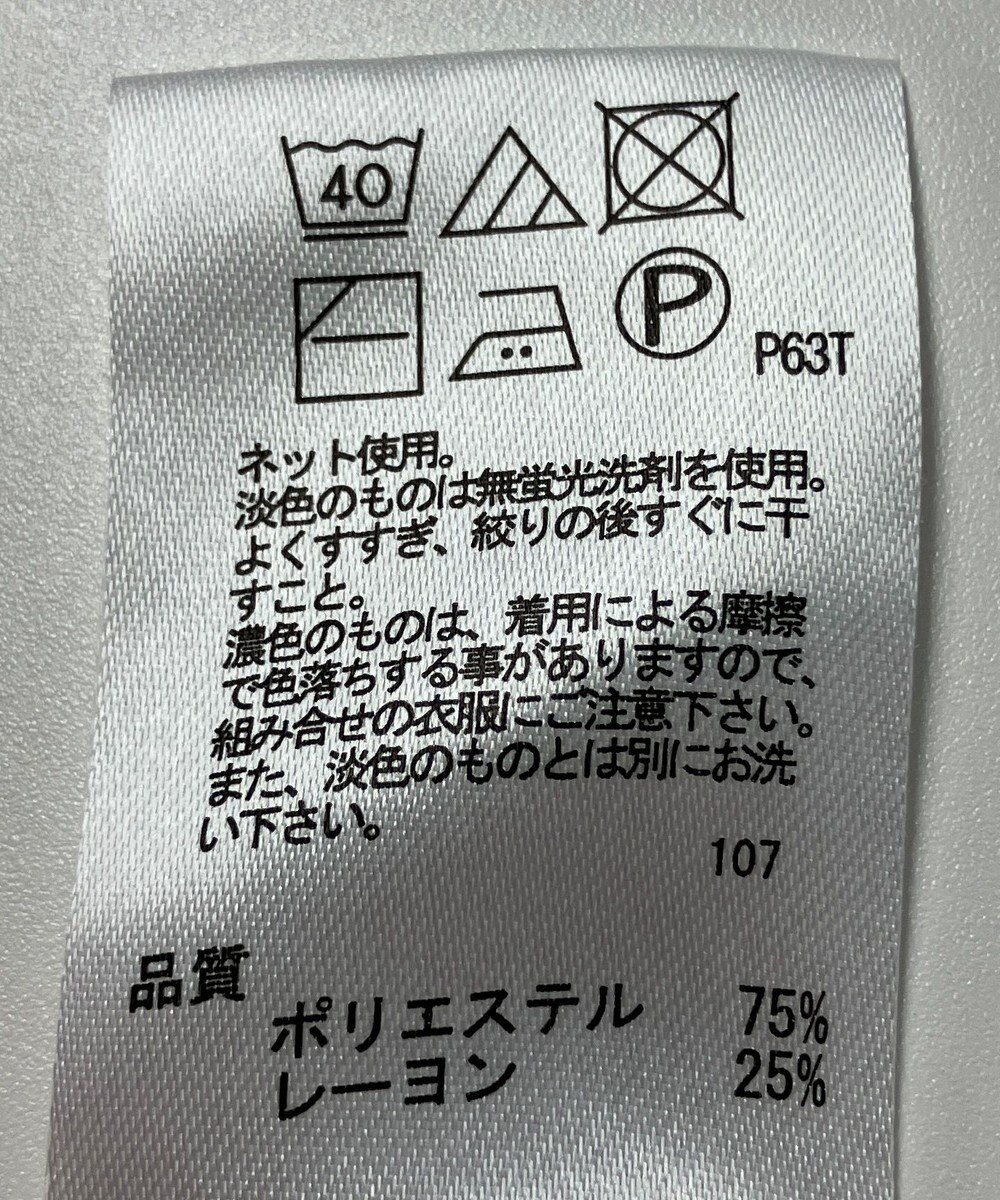 40
P
P63T
ネット使用。
淡色のものは無蛍光洗剤を使用。
よくすすぎ、絞りの後すぐに干
すこと。
濃色のものは、着用による摩擦
で色落ちする事がありますので、
組み合せの衣服にご注意下さい。
また、淡色のものとは別にお洗
い下さい。
107
品質
ポリエステル 75%
レーヨン 25%